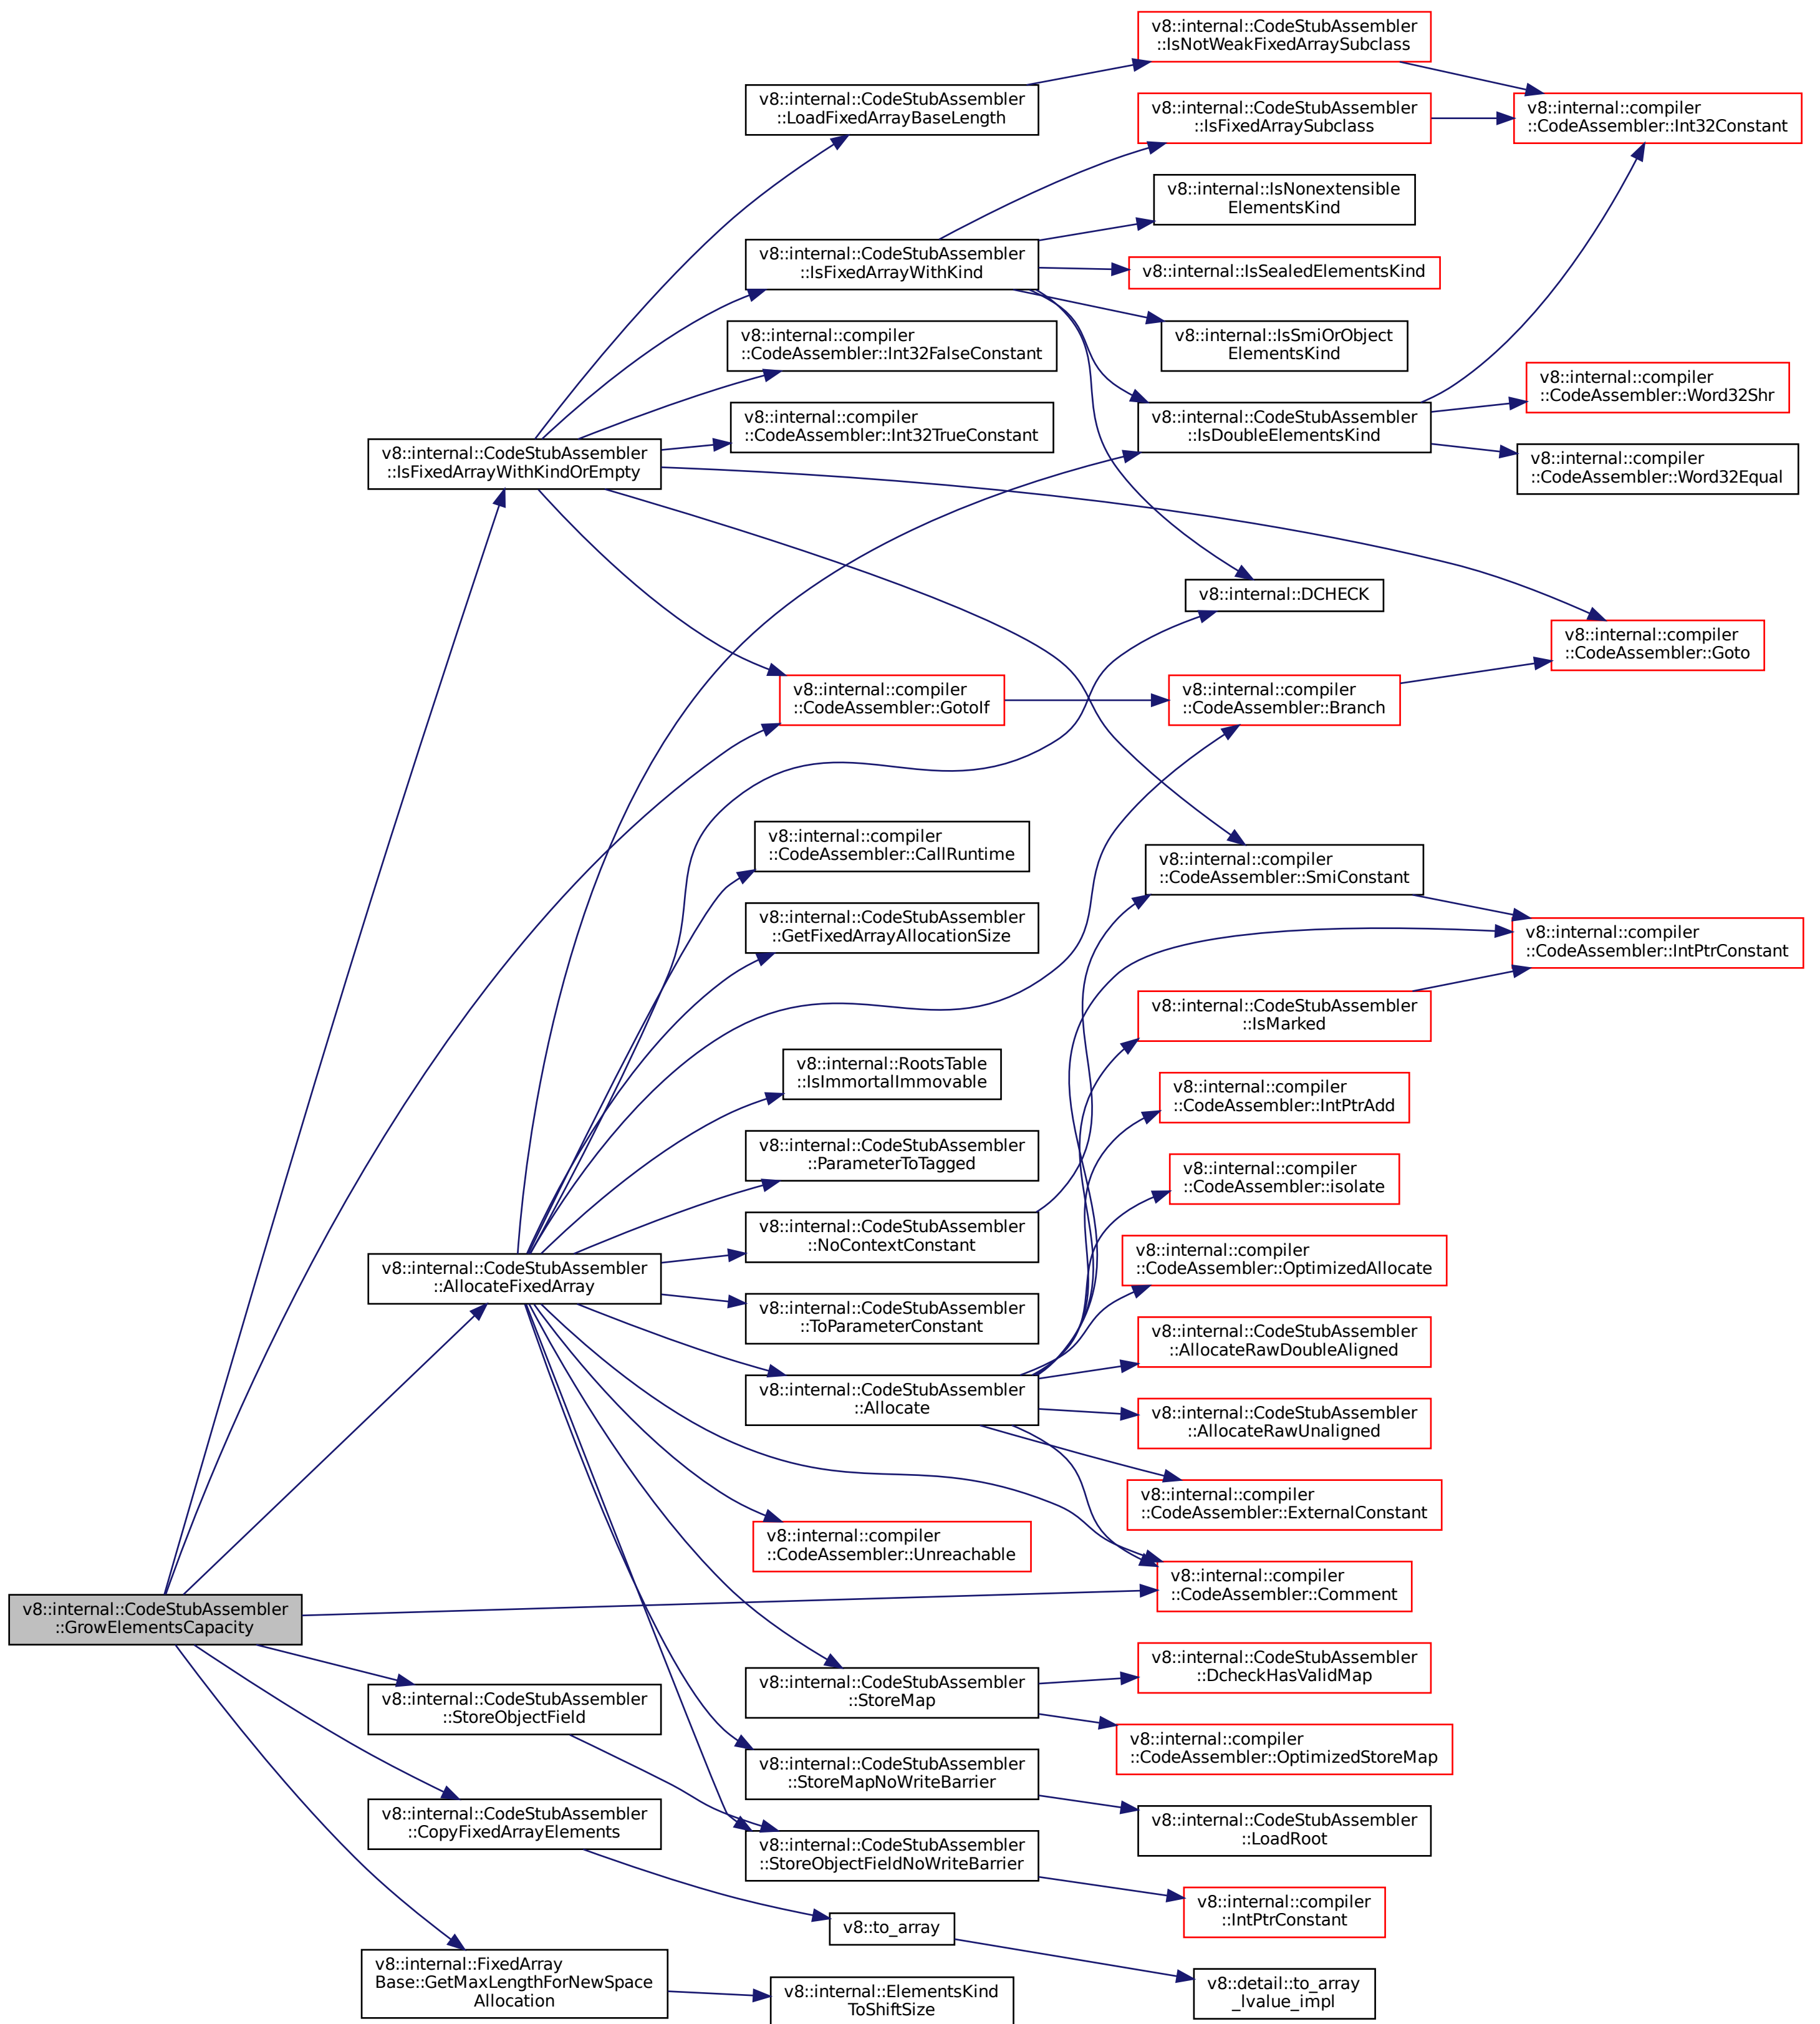 v8::internal::CodeStubAssembler
::IsNotWeakFixedArraySubclass
v8::internal::CodeStubAssembler
::LoadFixedArrayBaseLength
v8::internal::CodeStubAssembler
::IsFixedArraySubclass
v8::internal::compiler
::CodeAssembler::Int32Constant
v8::internal::IsNonextensible
ElementsKind
v8::internal::CodeStubAssembler
::IsFixedArrayWithKind
v8::internal::IsSealedElementsKind
v8::internal::compiler
::CodeAssembler::Int32FalseConstant
v8::internal::IsSmiOrObject
ElementsKind
v8::internal::compiler
::CodeAssembler::Word32Shr
v8::internal::compiler
::CodeAssembler::Int32TrueConstant
v8::internal::CodeStubAssembler
::IsDoubleElementsKind
v8::internal::CodeStubAssembler
::IsFixedArrayWithKindOrEmpty
v8::internal::compiler
::CodeAssembler::Word32Equal
v8::internal::DCHECK
v8::internal::compiler
::CodeAssembler::Goto
v8::internal::compiler
::CodeAssembler::GotoIf
v8::internal::compiler
::CodeAssembler::Branch
v8::internal::compiler
::CodeAssembler::CallRuntime
v8::internal::compiler
::CodeAssembler::SmiConstant
v8::internal::CodeStubAssembler
::GetFixedArrayAllocationSize
v8::internal::compiler
::CodeAssembler::IntPtrConstant
v8::internal::CodeStubAssembler
::IsMarked
v8::internal::RootsTable
::IsImmortalImmovable
v8::internal::compiler
::CodeAssembler::IntPtrAdd
v8::internal::CodeStubAssembler
::ParameterToTagged
v8::internal::compiler
::CodeAssembler::isolate
v8::internal::CodeStubAssembler
::NoContextConstant
v8::internal::compiler
::CodeAssembler::OptimizedAllocate
v8::internal::CodeStubAssembler
::AllocateFixedArray
v8::internal::CodeStubAssembler
::ToParameterConstant
v8::internal::CodeStubAssembler
::AllocateRawDoubleAligned
v8::internal::CodeStubAssembler
::Allocate
v8::internal::CodeStubAssembler
::AllocateRawUnaligned
v8::internal::compiler
::CodeAssembler::ExternalConstant
v8::internal::compiler
::CodeAssembler::Unreachable
v8::internal::compiler
::CodeAssembler::Comment
v8::internal::CodeStubAssembler
::GrowElementsCapacity
v8::internal::CodeStubAssembler
::DcheckHasValidMap
v8::internal::CodeStubAssembler
::StoreMap
v8::internal::CodeStubAssembler
::StoreObjectField
v8::internal::compiler
::CodeAssembler::OptimizedStoreMap
v8::internal::CodeStubAssembler
::StoreMapNoWriteBarrier
v8::internal::CodeStubAssembler
::CopyFixedArrayElements
v8::internal::CodeStubAssembler
::LoadRoot
v8::internal::CodeStubAssembler
::StoreObjectFieldNoWriteBarrier
v8::internal::compiler
::IntPtrConstant
v8::to_array
v8::internal::FixedArray
Base::GetMaxLengthForNewSpace
Allocation
v8::internal::ElementsKind
ToShiftSize
v8::detail::to_array
_lvalue_impl